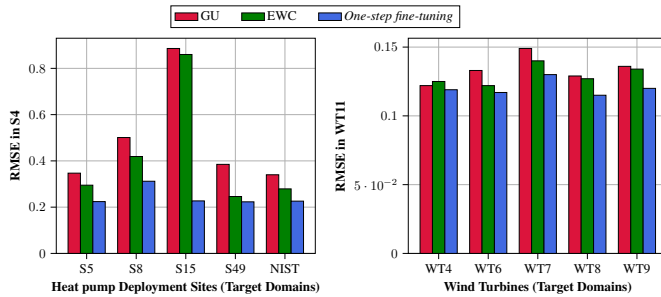 GU EWC One-step fine-tuning
RMSE in S4
0.8
0.6
0.4
0.2
0
S5 S8 S15 S49 NIST
Heat pump Deployment Sites (Target Domains)
RMSE in WT11
0.15
0.1
5 · 10⁻²
0
WT4 WT6 WT7 WT8 WT9
Wind Turbines (Target Domains)